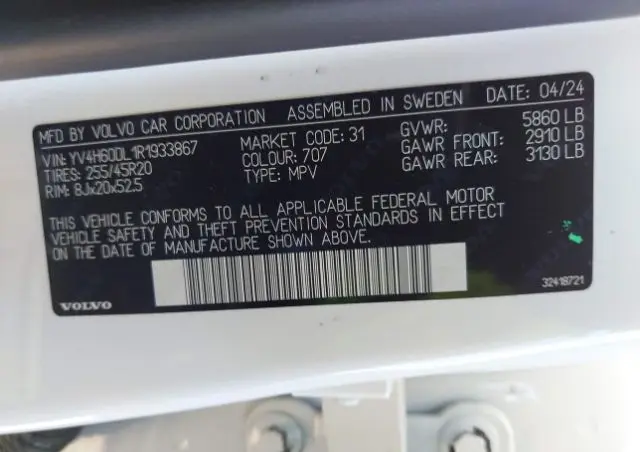 MFD BY VOLVO CAR CORPORATION ASSEMBLED IN SWEDEN DATE: 04/24
VIN: YV4H60DL1R1933867 MARKET CODE: 31 GVWR: 5860 LB
TIRES: 255/45R20 COLOUR: 707 GAWR FRONT: 2910 LB
RIM: 8Jx20x52.5 TYPE: MPV GAWR REAR: 3130 LB
THIS VEHICLE CONFORMS TO ALL APPLICABLE FEDERAL MOTOR
VEHICLE SAFETY AND THEFT PREVENTION STANDARDS IN EFFECT
ON THE DATE OF MANUFACTURE SHOWN ABOVE.
VOLVO 32418721